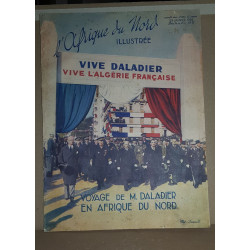 L'Afrique du Nord
ILLUSTRÉE
VIVE DALADIER
VIVE L'ALGÉRIE FRANÇAISE
VOYAGE DE M. DALADIER
EN AFRIQUE DU NORD